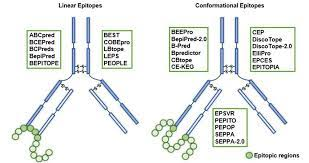 Linear Epitopes
ABCpred
BCEPred
BCPreds
BepiPred
BEPITOPE
BEST
COBEpro
LBtope
LEPS
PEOPLE
Conformational Epitopes
BEEPro
BepiPred-2.0
B-Pred
Bpredictor
CBtope
CE-KEG
CEP
DiscoTope
DiscoTope-2.0
ElliPro
EPCES
EPITOPIA
EPSVR
PEPITO
PEPOP
SEPPA
SEPPA-2.0
Epitopic regions